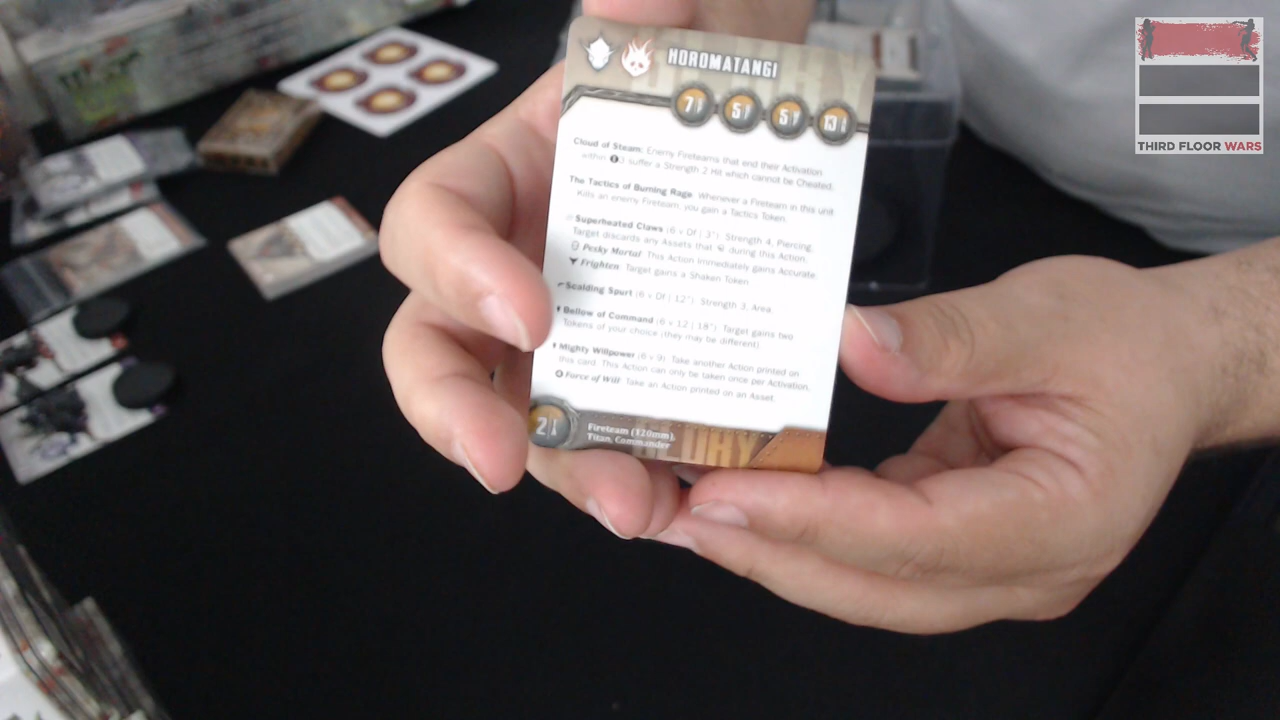 HOROMATANGI
7 5 5 13
Cloud of Steam: Enemy Fireteams that end their Activation
within 3 suffer a Strength 2 Hit which cannot be Cheated.
The Tactics of Burning Rage: Whenever a Fireteam in this unit
Kills an enemy Fireteam, you gain a Tactics Token.
Superheated Claws (6 v Df | 3"): Strength 4, Piercing.
Target discards any Assets that during this Action.
Pesky Mortal: This Action immediately gains Accurate.
Frighten: Target gains a Shaken Token.
Scalding Spurt (6 v Df | 12"): Strength 3, Area.
Bellow of Command (6 v 12 | 18"): Target gains two
Tokens of your choice (they may be different).
Mighty Willpower (6 v 9): Take another Action printed on
this card. This Action can only be taken once per Activation.
Force of Will: Take an Action printed on an Asset.
2
Fireteam (120mm),
Titan, Commander
THIRD FLOOR WARS